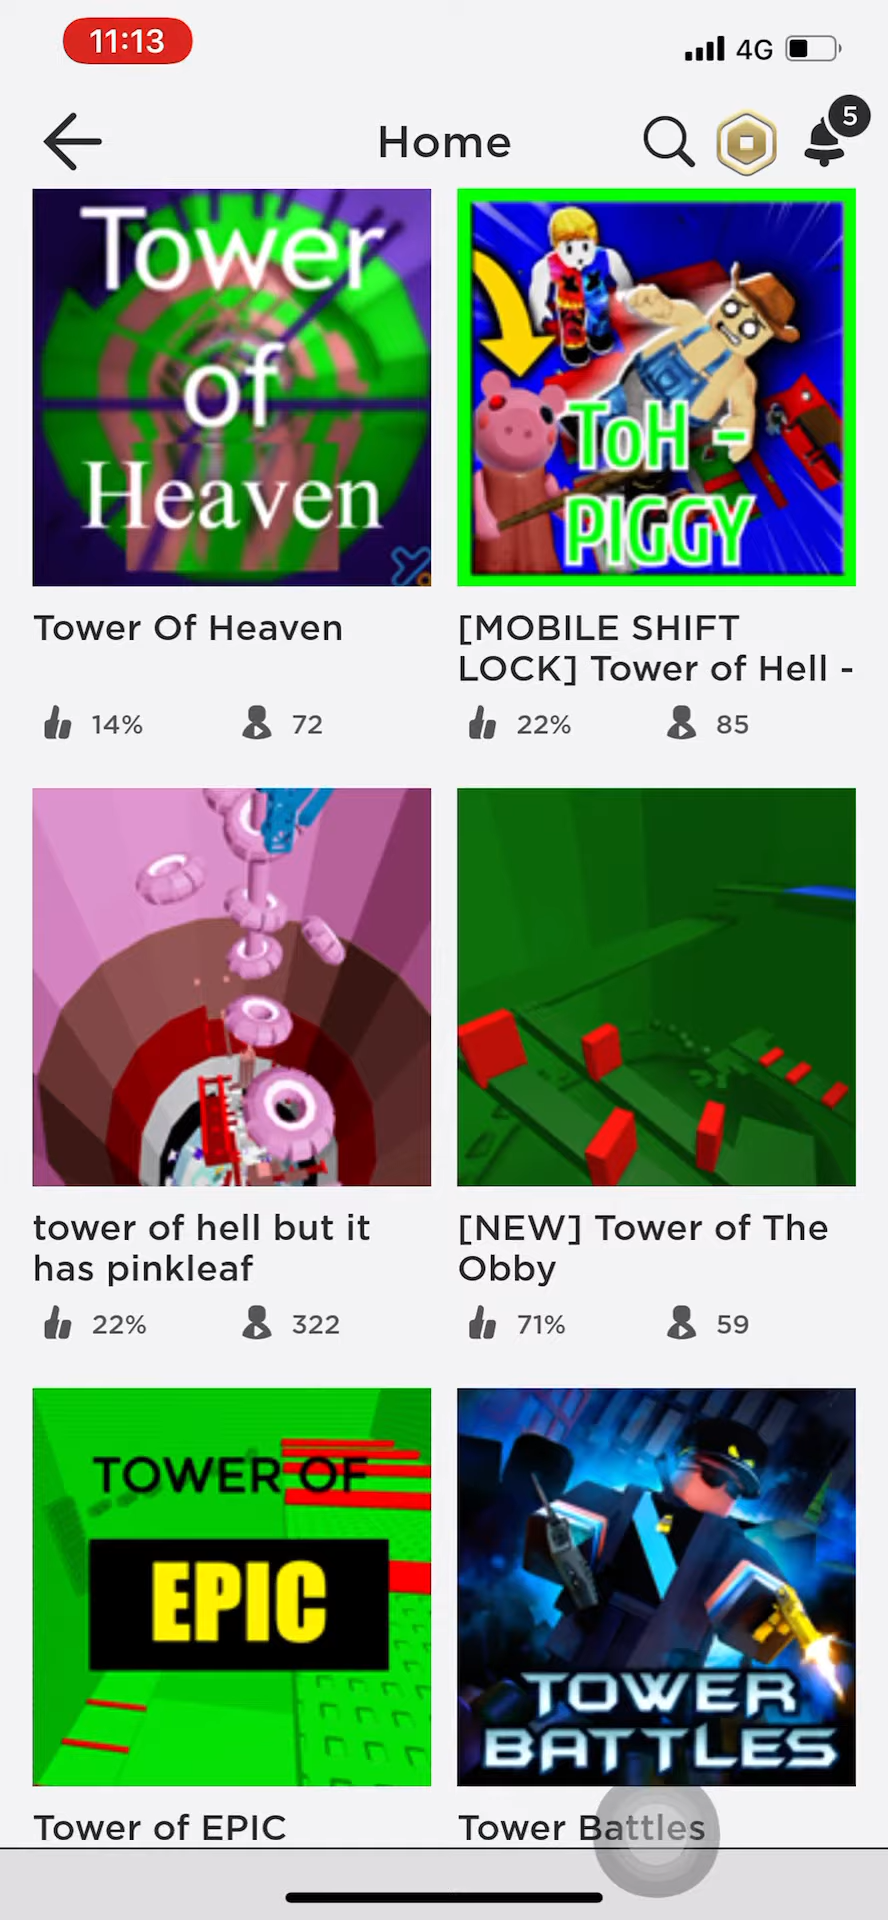 11:13
4G
Home
5
Tower
of
Heaven
ToH -
PIGGY
Tower Of Heaven
[MOBILE SHIFT
LOCK] Tower of Hell -
14%
72
22%
85
tower of hell but it
has pinkleaf
[NEW] Tower of The
Obby
22%
322
71%
59
TOWER OF
EPIC
TOWER
BATTLES
Tower of EPIC
Tower Battles